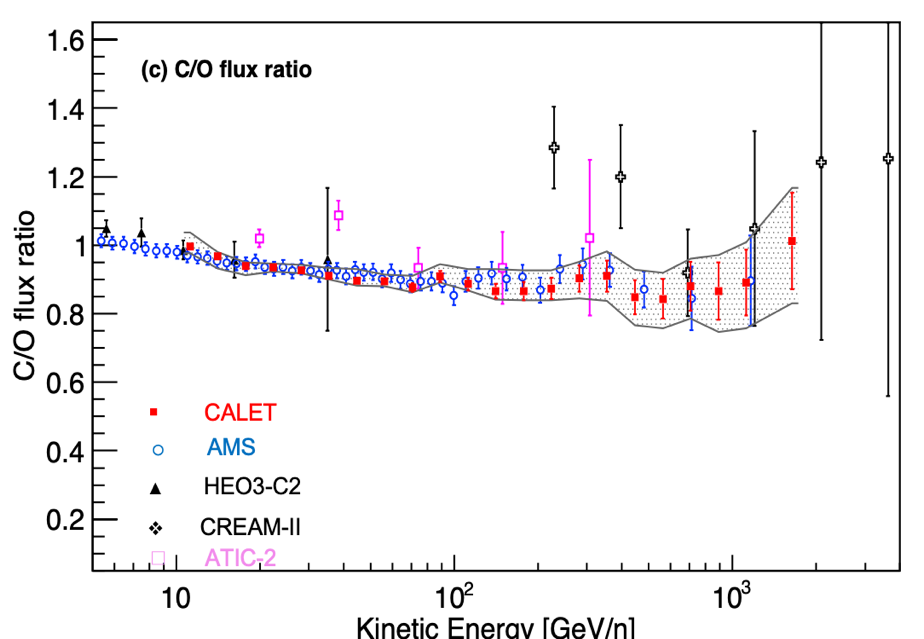 1.6
(c) C/O flux ratio
1.4
1.2
1
0.8
0.6
0.4
0.2
C/O flux ratio
CALET
AMS
HEO3-C2
CREAM-II
ATIC-2
10
10²
10³
Kinetic Energy [GeV/n]